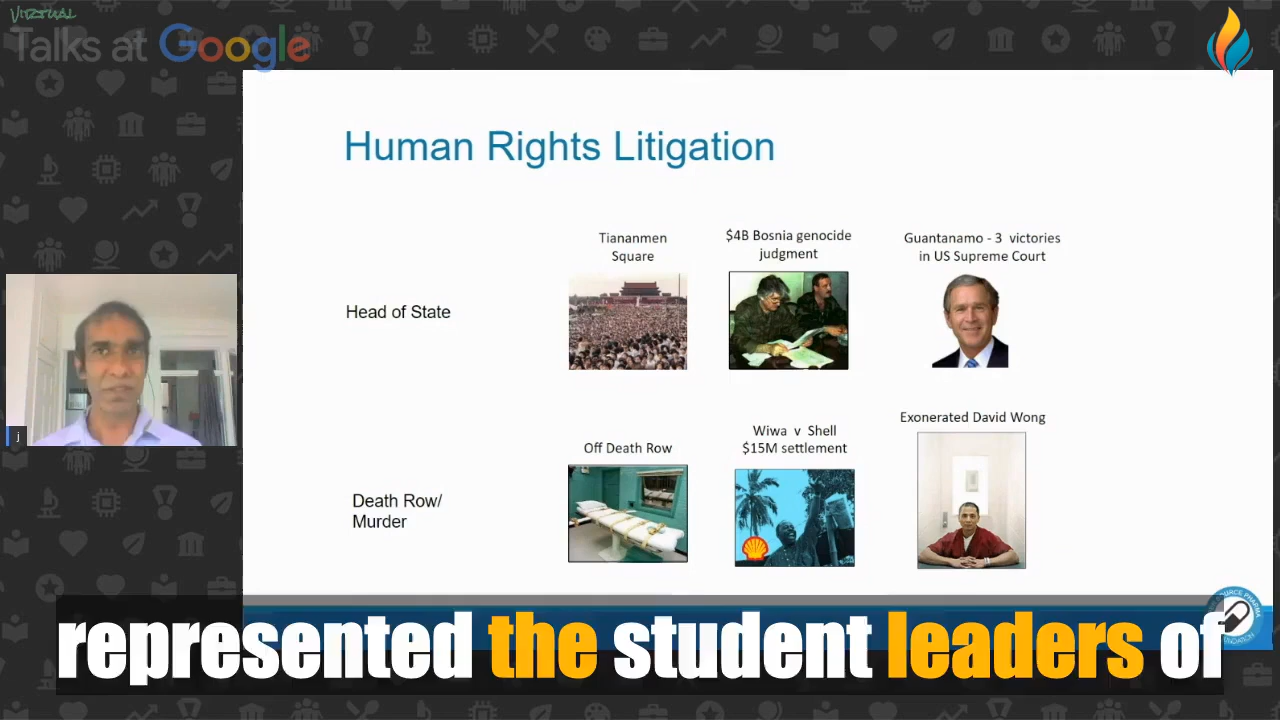 VIRTUAL
Talks at Google
Human Rights Litigation
Tiananmen
Square
$4B Bosnia genocide
judgment
Guantanamo - 3 victories
in US Supreme Court
Head of State
Off Death Row
Wiwa v Shell
$15M settlement
Exonerated David Wong
Death Row/
Murder
j
represented the student leaders of